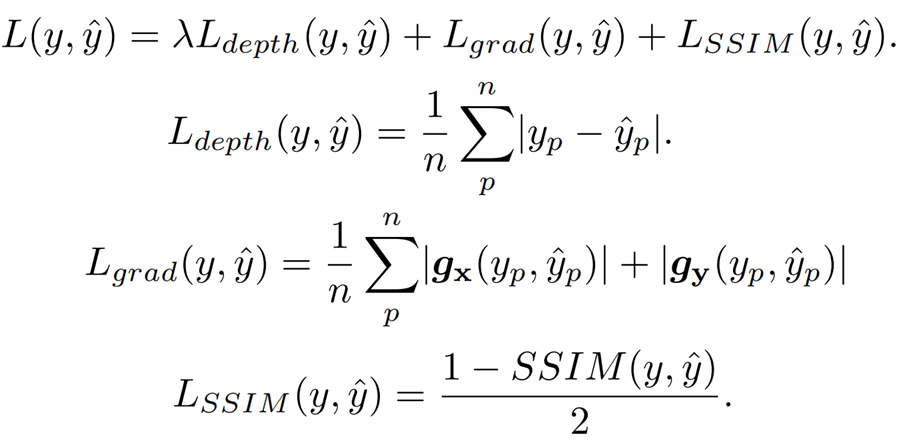 L(y, ŷ) = λL_{depth}(y, ŷ) + L_{grad}(y, ŷ) + L_{SSIM}(y, ŷ).
L_{depth}(y, ŷ) = \frac{1}{n} \sum_{p}^{n} |y_p − ŷ_p|.
L_{grad}(y, ŷ) = \frac{1}{n} \sum_{p}^{n} |g_x(y_p, ŷ_p)| + |g_y(y_p, ŷ_p)|
L_{SSIM}(y, ŷ) = \frac{1 − SSIM(y, ŷ)}{2}.